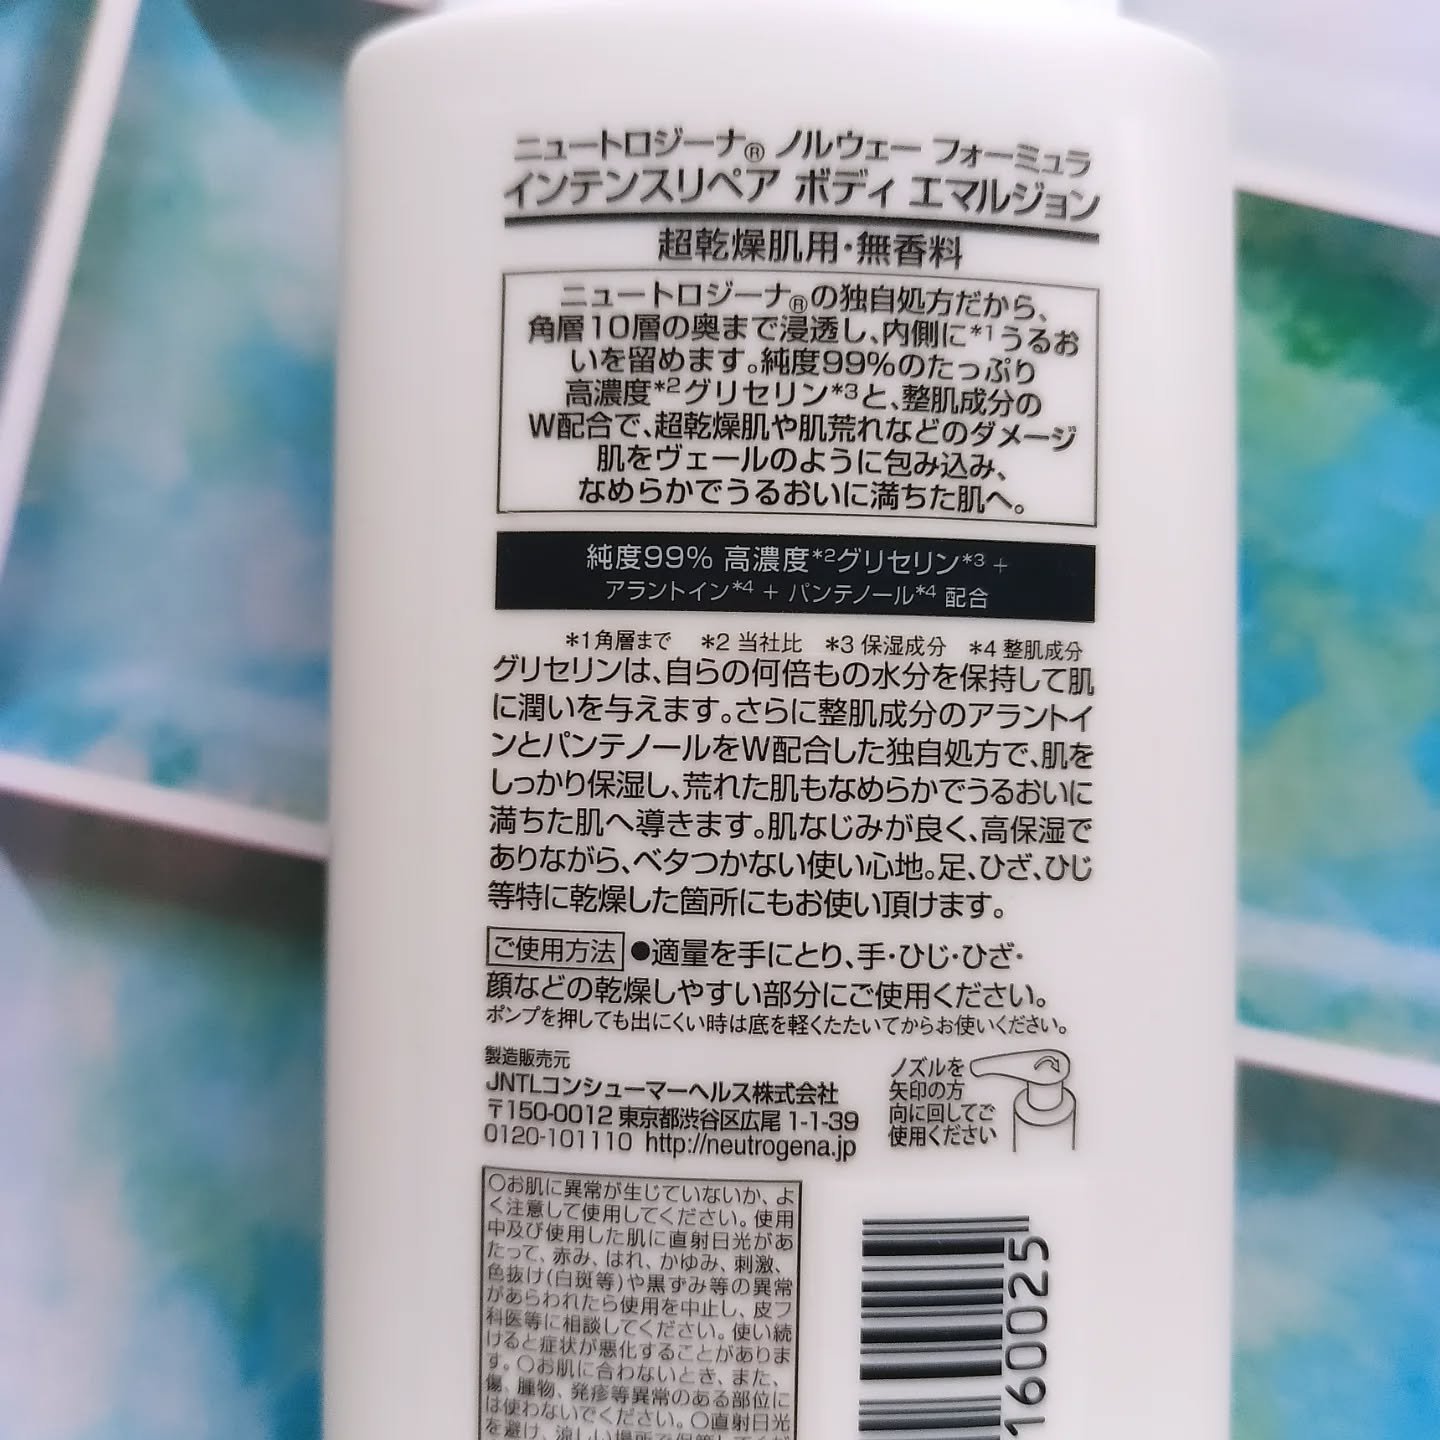 ニュートロジーナ® ノルウェー フォーミュラ
インテンスリペア ボディ エマルジョン
超乾燥肌用・無香料
ニュートロジーナ®の独自処方だから、
角層10層の奥まで浸透し、内側に*1うるお
いを留めます。純度99%のたっぷり
高濃度*2グリセリン*3と、整肌成分の
W配合で、超乾燥肌や肌荒れなどのダメージ
肌をヴェールのように包み込み、
なめらかでうるおいに満ちた肌へ。
純度99% 高濃度*2グリセリン*3 +
アラントイン*4 + パンテノール*4 配合
*1角層まで *2 当社比 *3 保湿成分 *4 整肌成分
グリセリンは、自らの何倍もの水分を保持して肌
に潤いを与えます。さらに整肌成分のアラントイ
ンとパンテノールをW配合した独自処方で、肌を
しっかり保湿し、荒れた肌もなめらかでうるおいに
満ちた肌へ導きます。肌なじみが良く、高保湿で
ありながら、ベタつかない使い心地。足、ひざ、ひじ
等特に乾燥した箇所にもお使い頂けます。
ご使用方法 ●適量を手にとり、手・ひじ・ひざ・
顔などの乾燥しやすい部分にご使用ください。
ポンプを押しても出にくい時は底を軽くたたいてからお使いください。
製造販売元
JNTLコンシューマーヘルス株式会社
〒150-0012 東京都渋谷区広尾 1-1-39
0120-101110 http://neutrogena.jp
ノズルを
矢印の方
向に回してご
使用ください
○お肌に異常が生じていないか、よ
く注意して使用してください。使用
中及び使用した肌に直射日光があ
たって、赤み、はれ、かゆみ、刺激、
色抜け(白斑等)や黒ずみ等の異常
があらわれたら使用を中止し、皮フ
科医等に相談してください。使い続
けると症状が悪化することがありま
す。○お肌に合わないとき、また、
傷、腫物、発疹等異常のある部位に
は使わないでください。○直射日光
を避け、涼しい場所で保管してくだ
160025